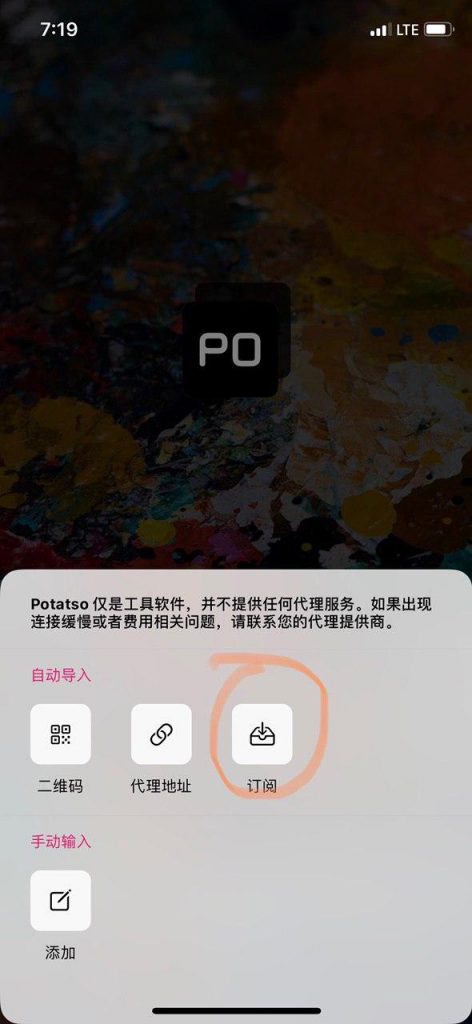 7:19
LTE
PO
Potatso 仅是工具软件，并不提供任何代理服务。如果出现
连接缓慢或者费用相关问题，请联系您的代理提供商。
自动导入
二维码
代理地址
订阅
手动输入
添加